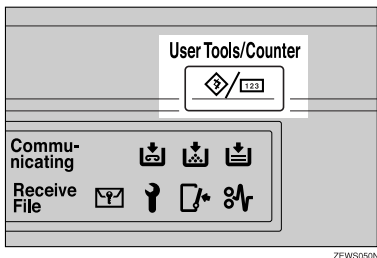 User Tools/Counter
123
Commu-
nicating
Receive
File
ZEWS050N